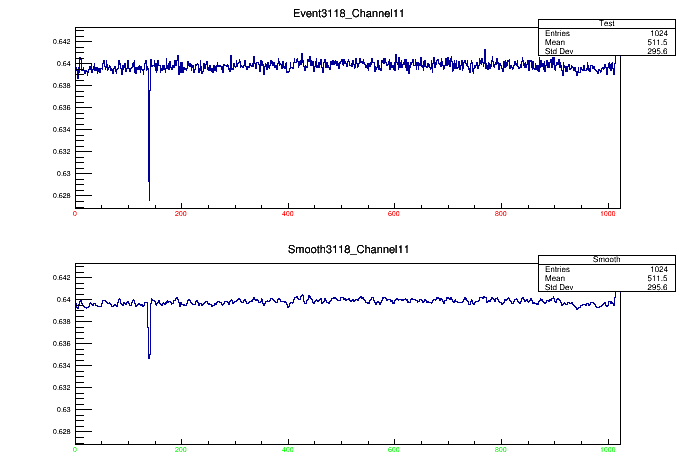 Event3118_Channel11
Test
Entries 1024
Mean 511.5
Std Dev 295.6
0.642
0.64
0.638
0.636
0.634
0.632
0.63
0.628
0 200 400 600 800 1000
Smooth3118_Channel11
Smooth
Entries 1024
Mean 511.5
Std Dev 295.6
0.642
0.64
0.638
0.636
0.634
0.632
0.63
0.628
0 200 400 600 800 1000